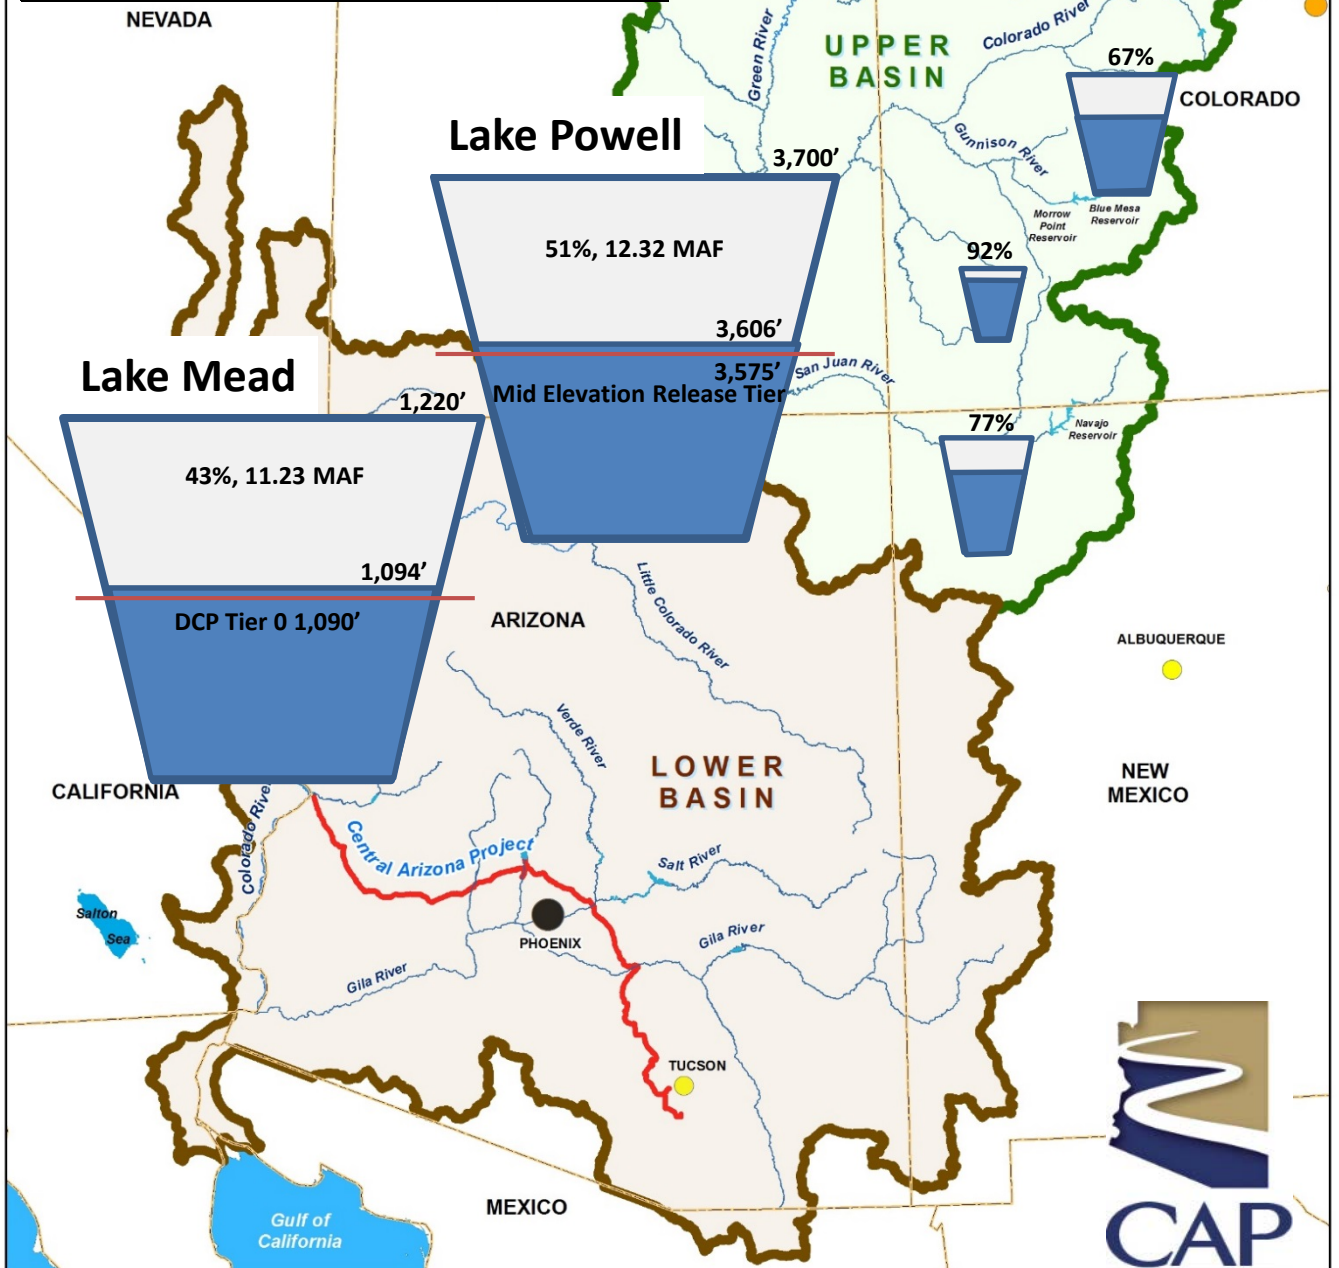 NEVADA
Green River
UPPER
BASIN
Colorado River
67%
COLORADO
Lake Powell
3,700’
Gunnison River
Morrow
Point
Reservoir
Blue Mesa
Reservoir
51%, 12.32 MAF
92%
3,606’
3,575’
Mid Elevation Release Tier
San Juan River
Lake Mead
1,220’
77%
Navajo
Reservoir
43%, 11.23 MAF
1,094’
DCP Tier 0 1,090’
ARIZONA
Little Colorado River
ALBUQUERQUE
Verde River
LOWER
BASIN
NEW
MEXICO
CALIFORNIA
Colorado River
Central Arizona Project
Salt River
Salton
Sea
PHOENIX
Gila River
Gila River
TUCSON
MEXICO
Gulf of
California
CAP